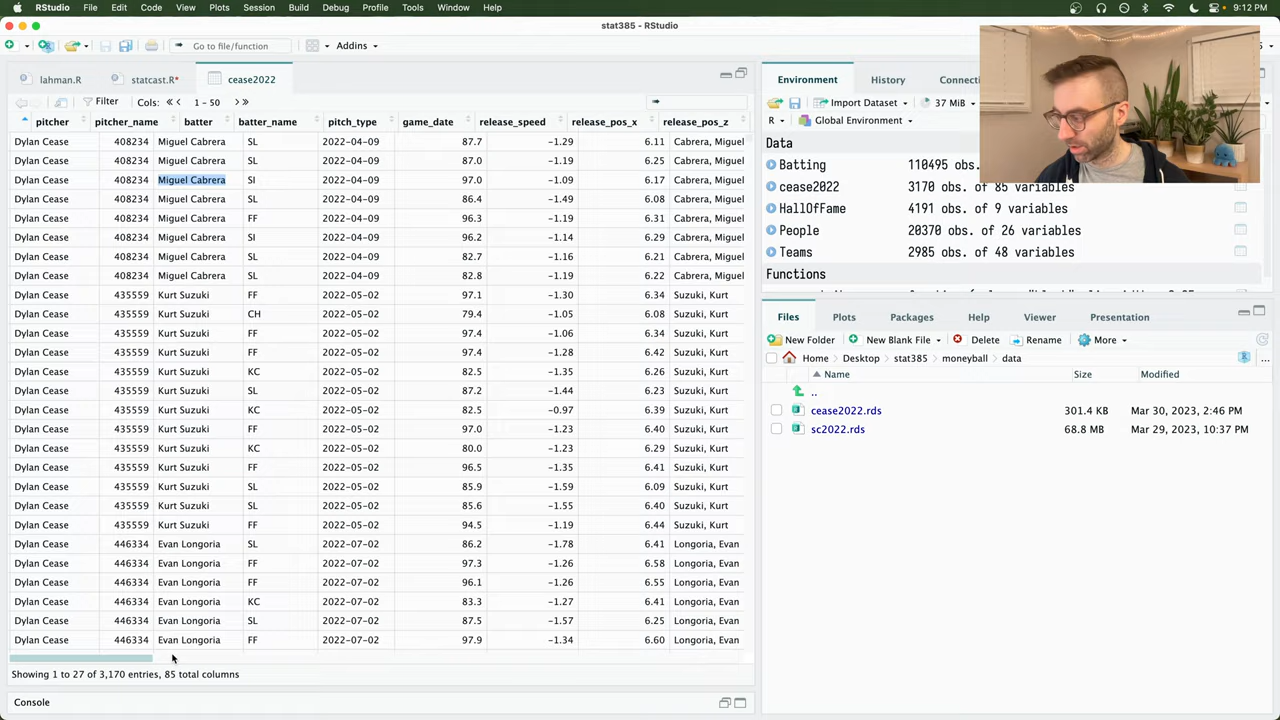 RStudio File Edit Code View Plots Session Build Debug Profile Tools Window Help 9:12 PM
stat385 - RStudio
Go to file/function Addins
lahman.R statcast.R* cease2022
Filter Cols: 1 - 50
pitcher pitcher_name batter batter_name pitch_type game_date release_speed release_pos_x release_pos_z
Dylan Cease 408234 Miguel Cabrera SL 2022-04-09 87.7 -1.29 6.11 Cabrera, Miguel
Dylan Cease 408234 Miguel Cabrera SL 2022-04-09 87.0 -1.19 6.25 Cabrera, Miguel
Dylan Cease 408234 Miguel Cabrera SI 2022-04-09 97.0 -1.09 6.17 Cabrera, Miguel
Dylan Cease 408234 Miguel Cabrera SL 2022-04-09 86.4 -1.49 6.08 Cabrera, Miguel
Dylan Cease 408234 Miguel Cabrera FF 2022-04-09 96.3 -1.19 6.31 Cabrera, Miguel
Dylan Cease 408234 Miguel Cabrera SI 2022-04-09 96.2 -1.14 6.29 Cabrera, Miguel
Dylan Cease 408234 Miguel Cabrera SL 2022-04-09 82.7 -1.16 6.21 Cabrera, Miguel
Dylan Cease 408234 Miguel Cabrera SL 2022-04-09 82.8 -1.19 6.22 Cabrera, Miguel
Dylan Cease 435559 Kurt Suzuki FF 2022-05-02 97.1 -1.30 6.34 Suzuki, Kurt
Dylan Cease 435559 Kurt Suzuki CH 2022-05-02 79.4 -1.05 6.08 Suzuki, Kurt
Dylan Cease 435559 Kurt Suzuki FF 2022-05-02 97.4 -1.06 6.34 Suzuki, Kurt
Dylan Cease 435559 Kurt Suzuki FF 2022-05-02 97.4 -1.28 6.42 Suzuki, Kurt
Dylan Cease 435559 Kurt Suzuki KC 2022-05-02 82.5 -1.35 6.26 Suzuki, Kurt
Dylan Cease 435559 Kurt Suzuki SL 2022-05-02 87.2 -1.44 6.23 Suzuki, Kurt
Dylan Cease 435559 Kurt Suzuki KC 2022-05-02 82.5 -0.97 6.39 Suzuki, Kurt
Dylan Cease 435559 Kurt Suzuki FF 2022-05-02 97.0 -1.23 6.40 Suzuki, Kurt
Dylan Cease 435559 Kurt Suzuki KC 2022-05-02 80.0 -1.23 6.29 Suzuki, Kurt
Dylan Cease 435559 Kurt Suzuki FF 2022-05-02 96.5 -1.35 6.41 Suzuki, Kurt
Dylan Cease 435559 Kurt Suzuki SL 2022-05-02 85.9 -1.59 6.09 Suzuki, Kurt
Dylan Cease 435559 Kurt Suzuki SL 2022-05-02 85.6 -1.55 6.40 Suzuki, Kurt
Dylan Cease 435559 Kurt Suzuki FF 2022-05-02 94.5 -1.19 6.44 Suzuki, Kurt
Dylan Cease 446334 Evan Longoria SL 2022-07-02 86.2 -1.78 6.41 Longoria, Evan
Dylan Cease 446334 Evan Longoria FF 2022-07-02 97.3 -1.26 6.58 Longoria, Evan
Dylan Cease 446334 Evan Longoria FF 2022-07-02 96.1 -1.26 6.55 Longoria, Evan
Dylan Cease 446334 Evan Longoria KC 2022-07-02 83.3 -1.27 6.41 Longoria, Evan
Dylan Cease 446334 Evan Longoria SL 2022-07-02 87.5 -1.57 6.25 Longoria, Evan
Dylan Cease 446334 Evan Longoria FF 2022-07-02 97.9 -1.34 6.60 Longoria, Evan
Showing 1 to 27 of 3,170 entries, 85 total columns
Console
Environment History
Import Dataset 37 MiB
R Global Environment
Data
Batting 110495 obs.
cease2022 3170 obs. of 85 variables
HallOfFame 4191 obs. of 9 variables
People 20370 obs. of 26 variables
Teams 2985 obs. of 48 variables
Functions
Files Plots Packages Help Viewer Presentation
New Folder New Blank File Delete Rename More
Home Desktop stat385 moneyball data
Name Size Modified
..
cease2022.rds 301.4 KB Mar 30, 2023, 2:46 PM
sc2022.rds 68.8 MB Mar 29, 2023, 10:37 PM